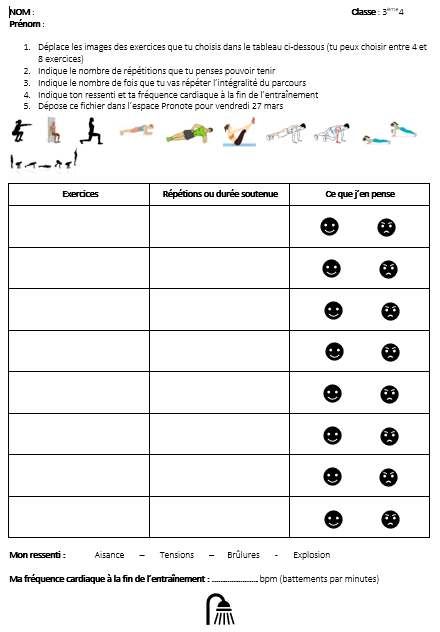 NOM :
Classe : 3ème4
Prénom :
1. Déplace les images des exercices que tu choisis dans le tableau ci-dessous (tu peux choisir entre 4 et
8 exercices)
2. Indique le nombre de répétitions que tu penses pouvoir tenir
3. Indique le nombre de fois que tu vas répéter l'intégralité du parcours
4. Indique ton ressenti et ta fréquence cardiaque à la fin de l'entraînement
5. Dépose ce fichier dans l'espace Pronote pour vendredi 27 mars
Exercices Répétions ou durée soutenue Ce que j'en pense
Mon ressenti : Aisance – Tensions – Brûlures - Explosion
Ma fréquence cardiaque à la fin de l'entraînement : ...................... bpm (battements par minutes)